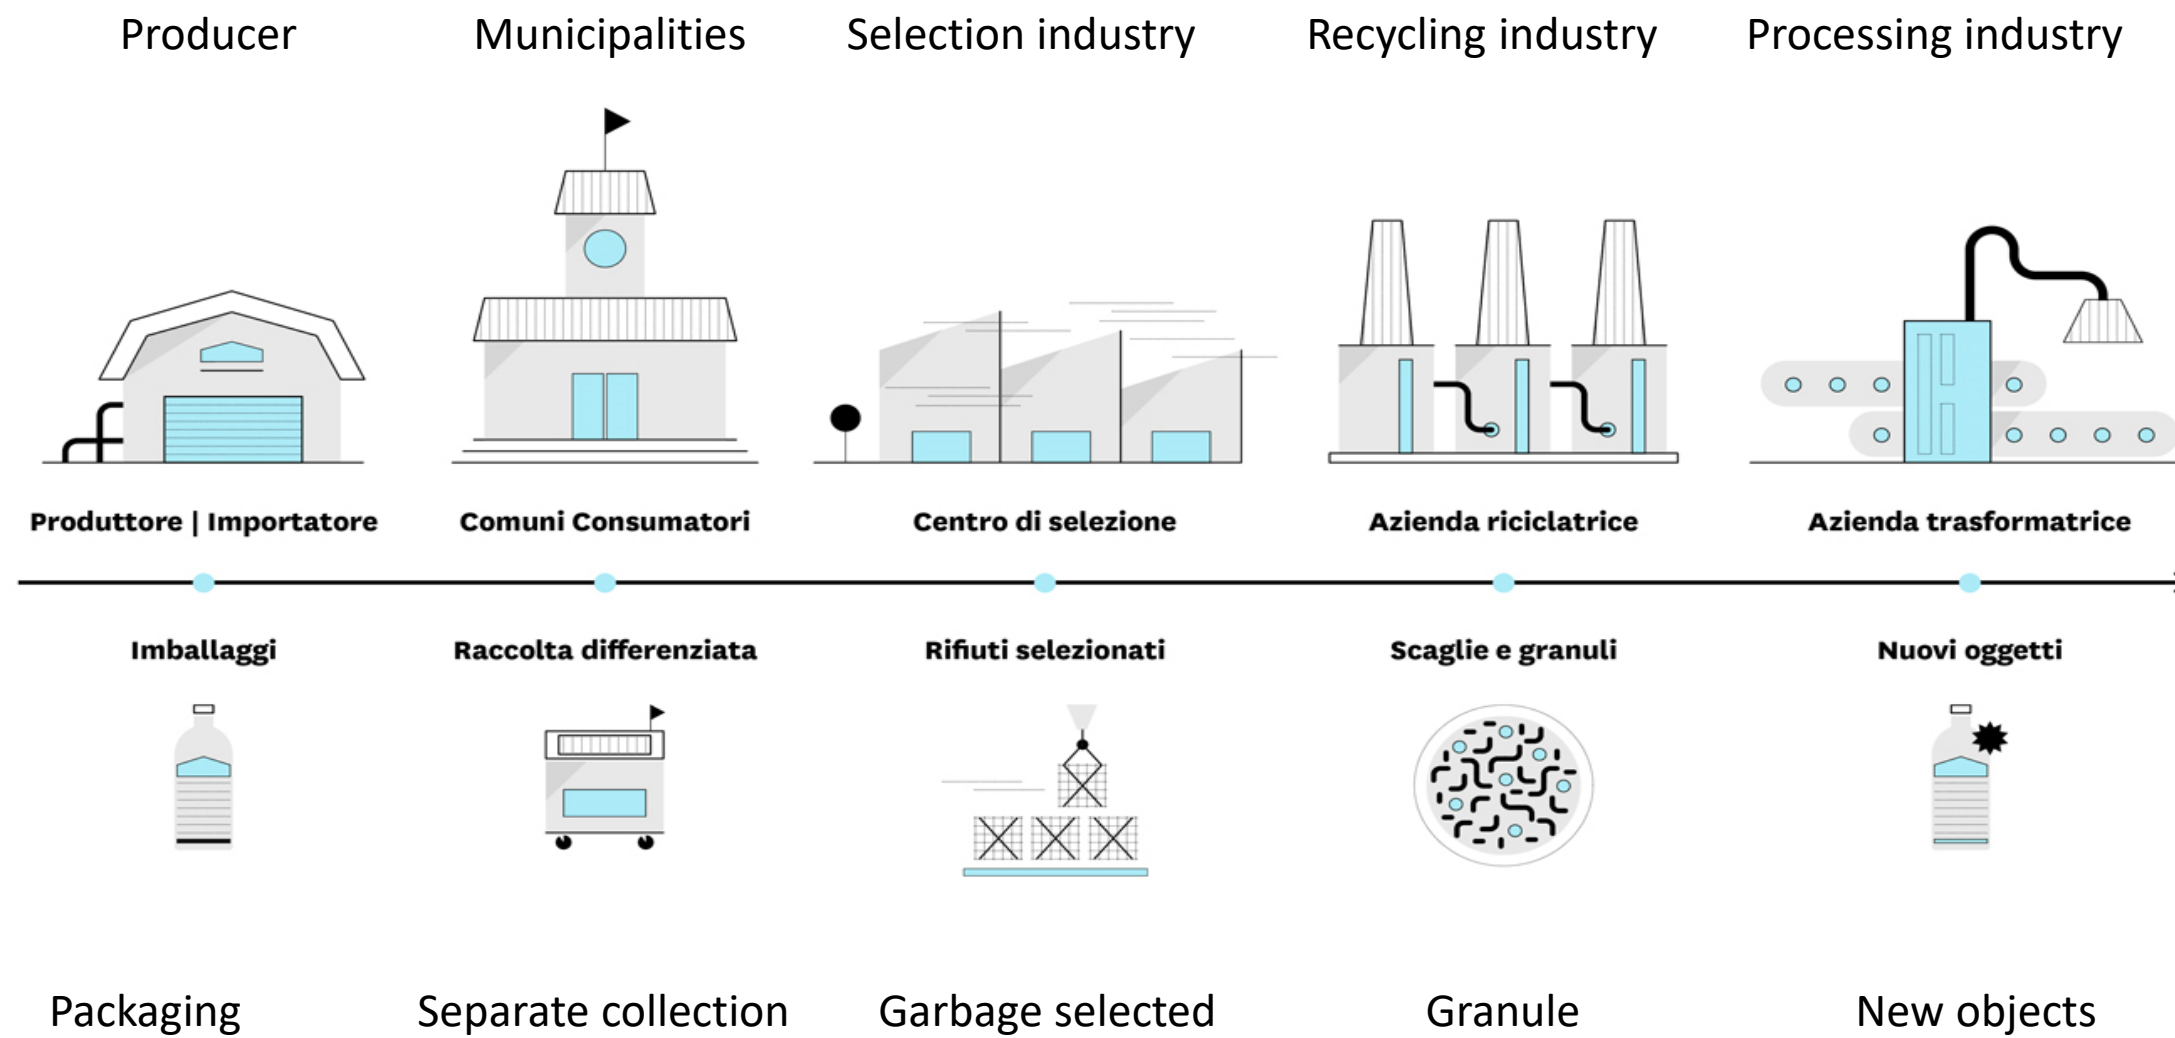 Producer
Municipalities
Selection industry
Recycling industry
Processing industry
Produttore | Importatore
Comuni Consumatori
Centro di selezione
Azienda riciclatrice
Azienda trasformatrice
Imballaggi
Raccolta differenziata
Rifiuti selezionati
Scaglie e granuli
Nuovi oggetti
Packaging
Separate collection
Garbage selected
Granule
New objects